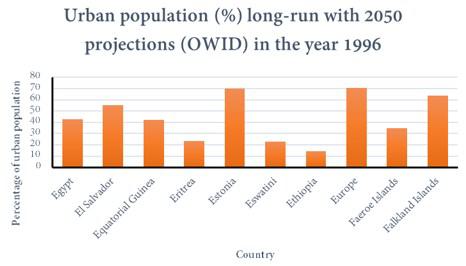 Urban population (%) long-run with 2050
projections (OWID) in the year 1996
Percentage of urban population
80
70
60
50
40
30
20
10
0
Egypt
El Salvador
Equatorial Guinea
Eritrea
Estonia
Eswatini
Ethiopia
Europe
Faeroe Islands
Falkland Islands
Country